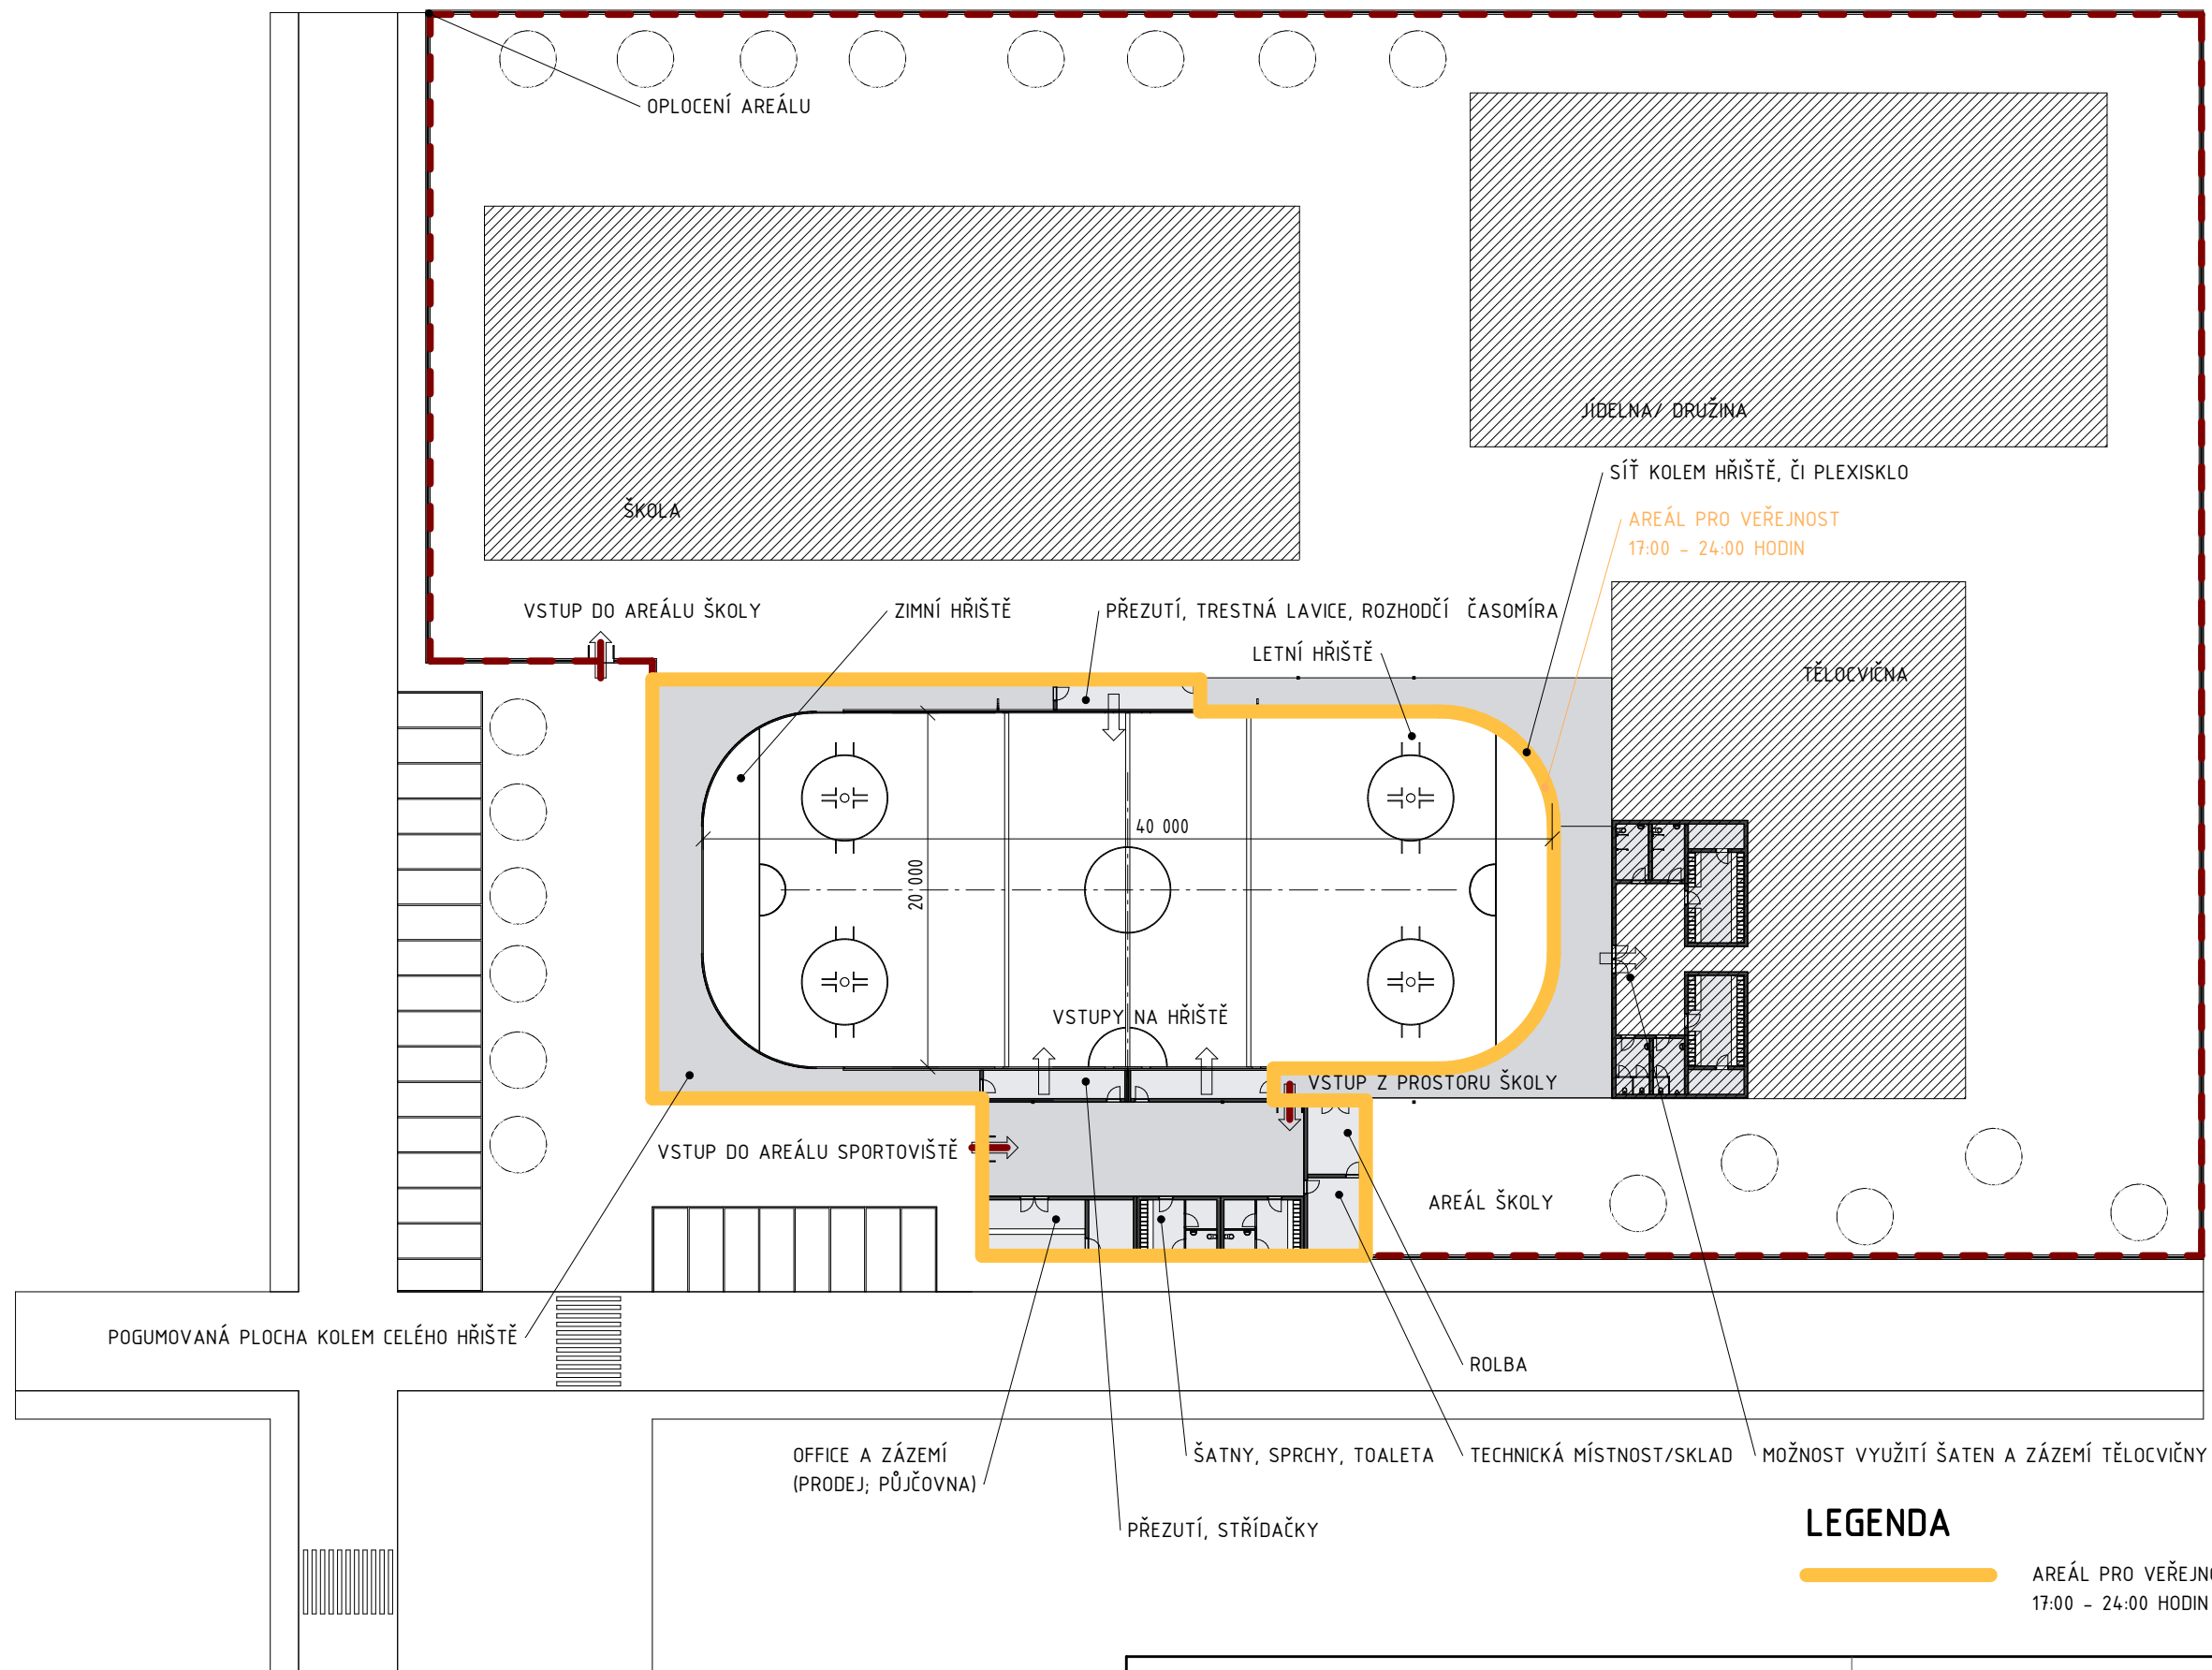 OPLOCENÍ AREÁLU
JÍDELNA/ DRUŽINA
SÍŤ KOLEM HŘIŠTĚ, ČI PLEXISKLO
ŠKOLA
AREÁL PRO VEŘEJNOST
17:00 - 24:00 HODIN
VSTUP DO AREÁLU ŠKOLY
ZIMNÍ HŘIŠTĚ
PŘEZUTÍ, TRESTNÁ LAVICE, ROZHODČÍ ČASOMÍRA
LETNÍ HŘIŠTĚ
TĚLOCVIČNA
40 000
20 000
VSTUPY NA HŘIŠTĚ
VSTUP Z PROSTORU ŠKOLY
VSTUP DO AREÁLU SPORTOVIŠTĚ
AREÁL ŠKOLY
POGUMOVANÁ PLOCHA KOLEM CELÉHO HŘIŠTĚ
ROLBA
OFFICE A ZÁZEMÍ
(PRODEJ; PŮJČOVNA)
ŠATNY, SPRCHY, TOALETA
TECHNICKÁ MÍSTNOST/SKLAD
MOŽNOST VYUŽITÍ ŠATEN A ZÁZEMÍ TĚLOCVIČNY
PŘEZUTÍ, STŘÍDAČKY
LEGENDA
AREÁL PRO
17:00 - 24:00 HODIN